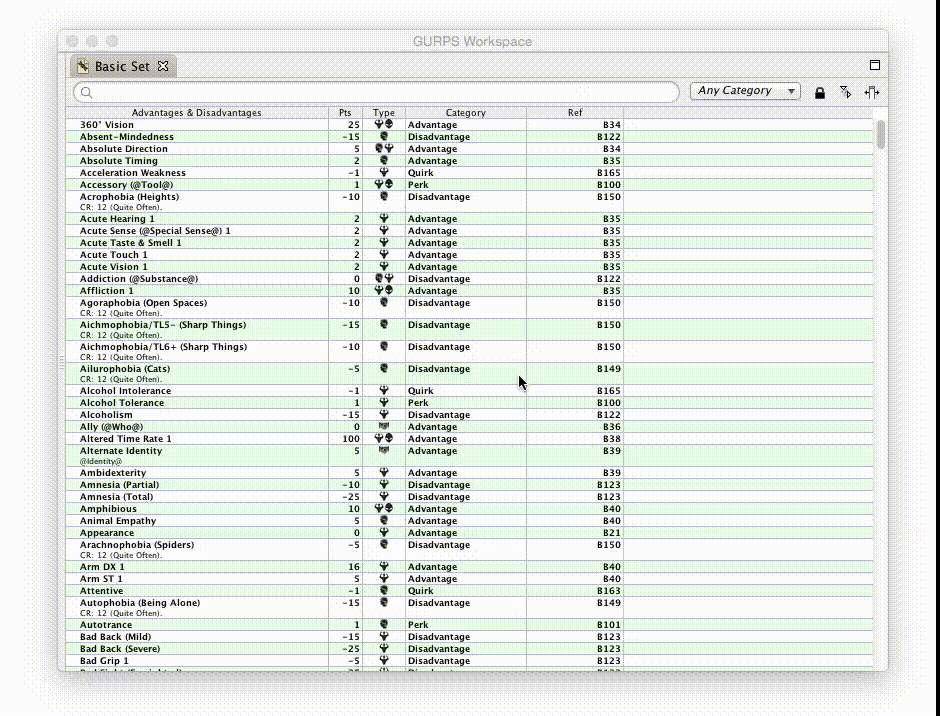 GURPS Workspace
Basic Set
Any Category
Advantages & Disadvantages Pts Type Category Ref
360° Vision 25 Advantage B34
Absent-Mindedness -15 Disadvantage B122
Absolute Direction 5 Advantage B34
Absolute Timing 2 Advantage B35
Acceleration Weakness -1 Quirk B165
Accessory (@Tool@) 1 Perk B100
Acrophobia (Heights) -10 Disadvantage B150
CR: 12 (Quite Often).
Acute Hearing 1 2 Advantage B35
Acute Sense (@Special Sense@) 1 2 Advantage B35
Acute Taste & Smell 1 2 Advantage B35
Acute Touch 1 2 Advantage B35
Acute Vision 1 2 Advantage B35
Addiction (@Substance@) 0 Disadvantage B122
Affliction 1 10 Advantage B35
Agoraphobia (Open Spaces) -10 Disadvantage B150
CR: 12 (Quite Often).
Aichmophobia/TL5- (Sharp Things) -15 Disadvantage B150
CR: 12 (Quite Often).
Aichmophobia/TL6+ (Sharp Things) -10 Disadvantage B150
CR: 12 (Quite Often).
Ailurophobia (Cats) -5 Disadvantage B149
CR: 12 (Quite Often).
Alcohol Intolerance -1 Quirk B165
Alcohol Tolerance 1 Perk B100
Alcoholism -15 Disadvantage B122
Ally (@Who@) 0 Advantage B36
Altered Time Rate 1 100 Advantage B38
Alternate Identity 5 Advantage B39
@Identity@
Ambidexterity 5 Advantage B39
Amnesia (Partial) -10 Disadvantage B123
Amnesia (Total) -25 Disadvantage B123
Amphibious 10 Advantage B40
Animal Empathy 5 Advantage B40
Appearance 0 Advantage B21
Arachnophobia (Spiders) -5 Disadvantage B150
CR: 12 (Quite Often).
Arm DX 1 16 Advantage B40
Arm ST 1 5 Advantage B40
Attentive -1 Quirk B163
Autophobia (Being Alone) -15 Disadvantage B149
CR: 12 (Quite Often).
Autotrance 1 Perk B101
Bad Back (Mild) -15 Disadvantage B123
Bad Back (Severe) -25 Disadvantage B123
Bad Grip 1 -5 Disadvantage B123